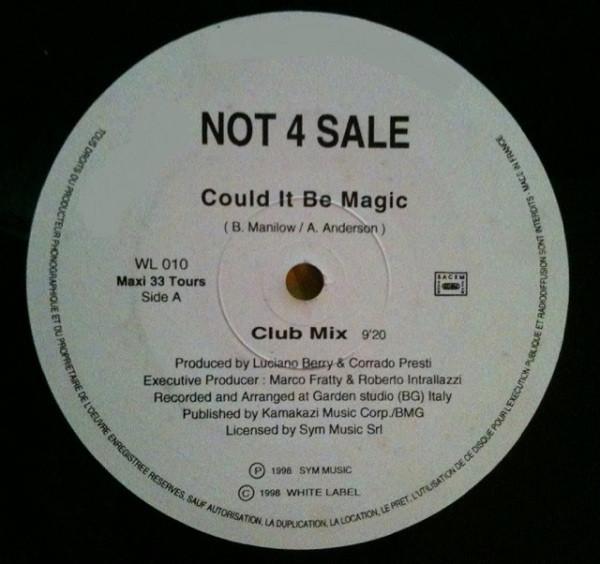 NOT 4 SALE
Could It Be Magic
( B. Manilow / A. Anderson )
WL 010
Maxi 33 Tours
Side A
SACEM
Club Mix 9'20
Produced by Luciano Berry & Corrado Presti
Executive Producer : Marco Fratty & Roberto Intrallazzi
Recorded and Arranged at Garden studio (BG) Italy
Published by Kamakazi Music Corp./BMG
Licensed by Sym Music Srl
Ⓟ 1998 SYM MUSIC
© 1998 WHITE LABEL
TOUS DROITS DU PRODUCTEUR PHONOGRAPHIQUE ET DU PROPRIETAIRE DE L'OEUVRE ENREGISTREE RESERVES, SAUF AUTORISATION, LA DUPLICATION, LA LOCATION, LE PRET, L'UTILISATION DE CE DISQUE POUR L'EXECUTION PUBLIQUE ET RADIODIFFUSION SONT INTERDITS - MADE IN FRANCE